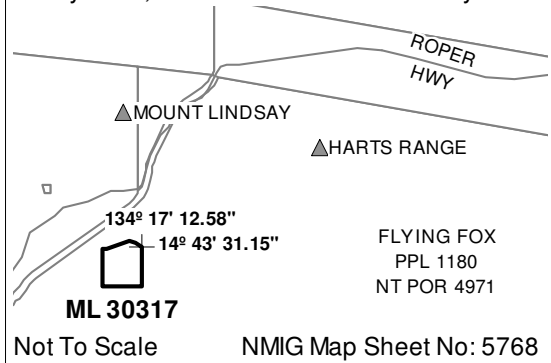 ROPER
HWY
MOUNT LINDSAY
HARTS RANGE
134º 17' 12.58"
14º 43' 31.15"
FLYING FOX
PPL 1180
NT POR 4971
ML 30317
Not To Scale NMIG Map Sheet No: 5768